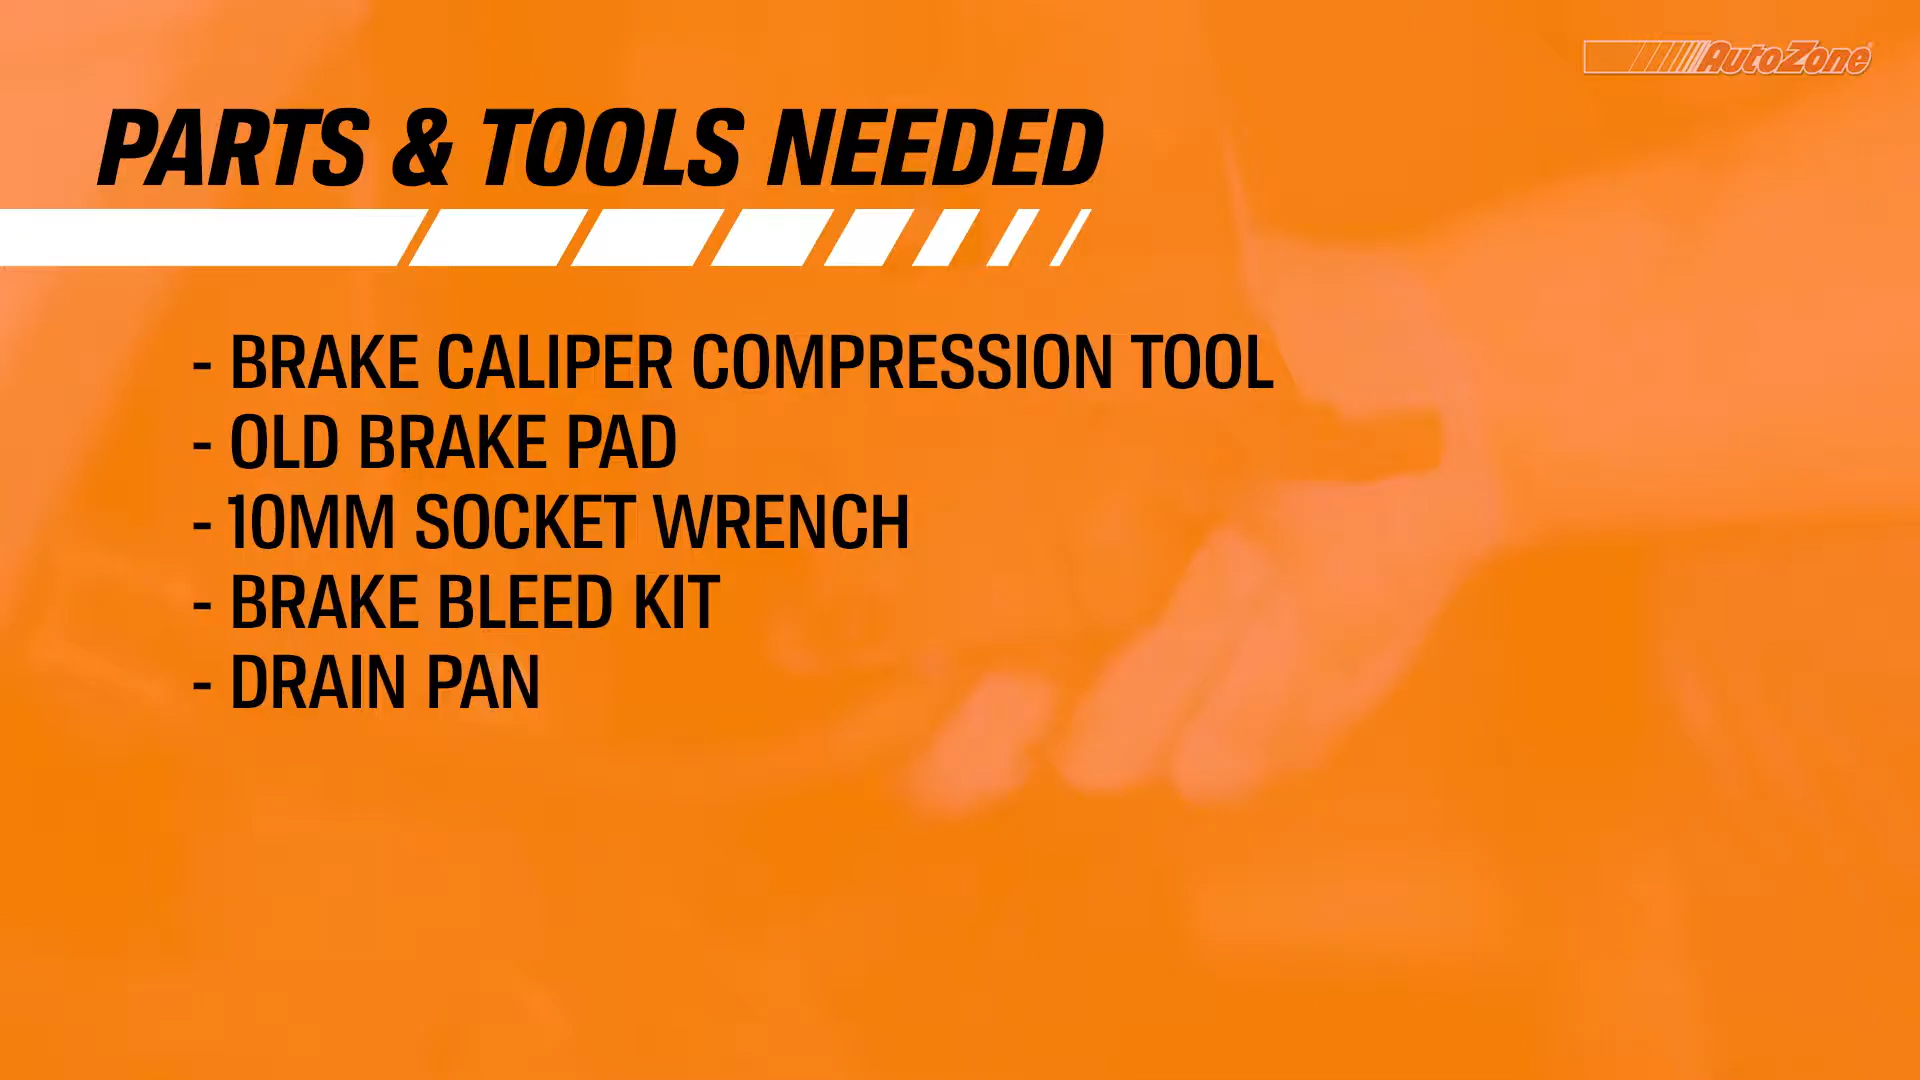 AutoZone
PARTS & TOOLS NEEDED
- BRAKE CALIPER COMPRESSION TOOL
- OLD BRAKE PAD
- 10MM SOCKET WRENCH
- BRAKE BLEED KIT
- DRAIN PAN